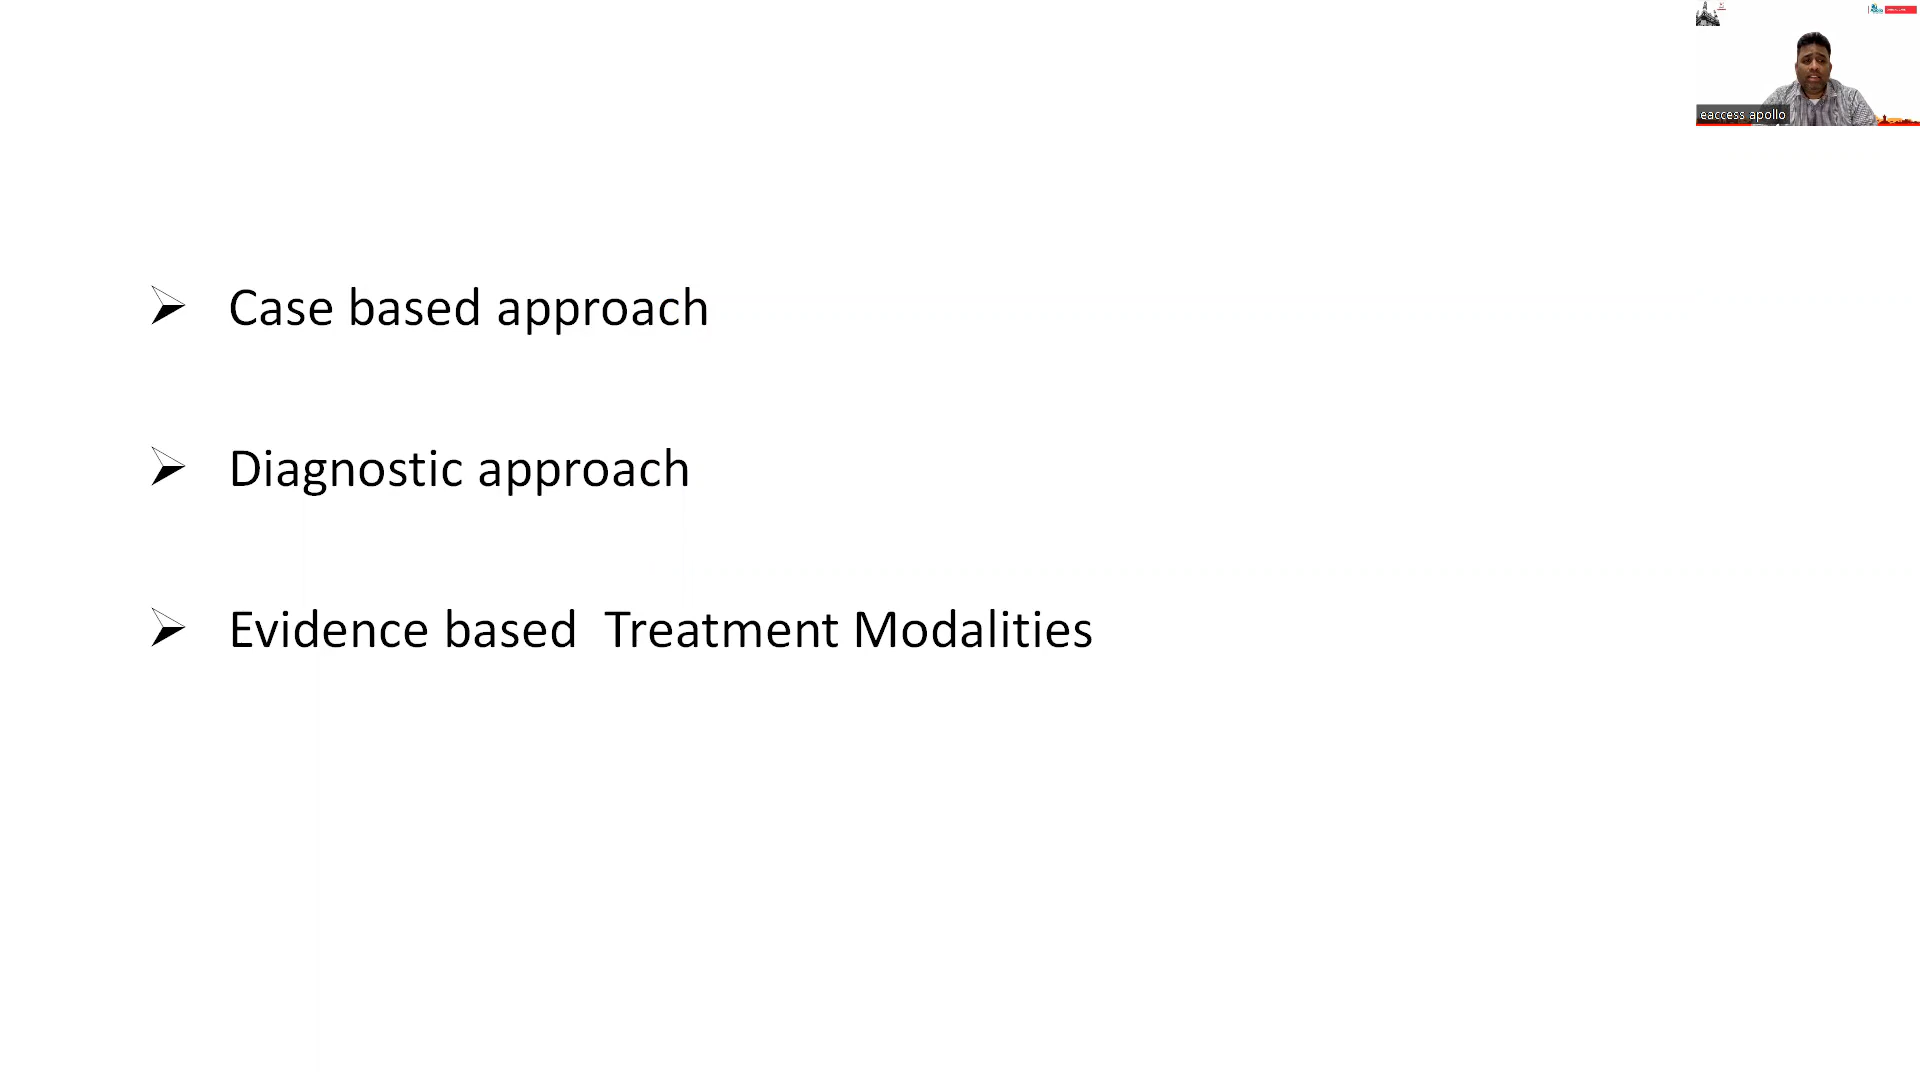 eaccess apollo
Case based approach
Diagnostic approach
Evidence based  Treatment Modalities